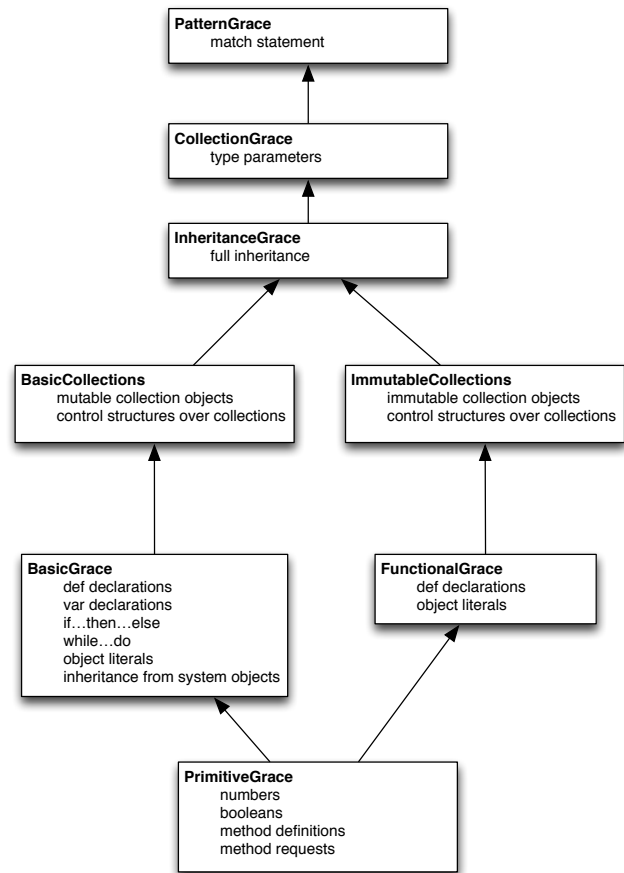 PatternGrace
match statement
CollectionGrace
type parameters
InheritanceGrace
full inheritance
BasicCollections
mutable collection objects
control structures over collections
ImmutableCollections
immutable collection objects
control structures over collections
BasicGrace
def declarations
var declarations
if…then…else
while…do
object literals
inheritance from system objects
FunctionalGrace
def declarations
object literals
PrimitiveGrace
numbers
booleans
method definitions
method requests